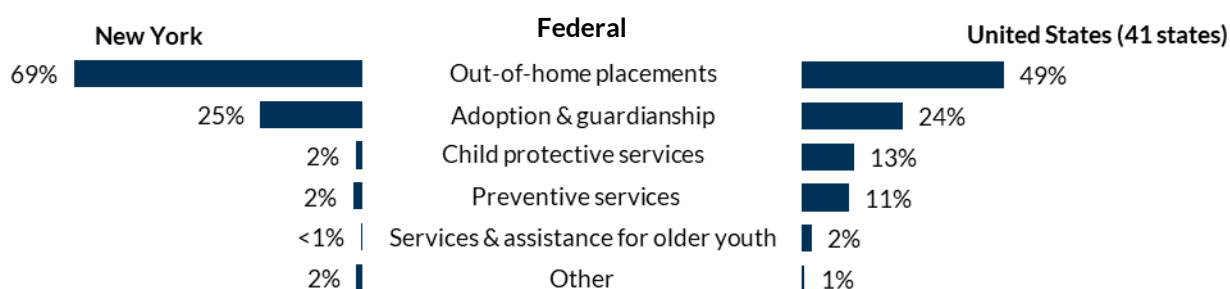 New York Federal United States (41 states)
69% Out-of-home placements 49%
25% Adoption & guardianship 24%
2% Child protective services 13%
2% Preventive services 11%
<1% Services & assistance for older youth 2%
2% Other 1%